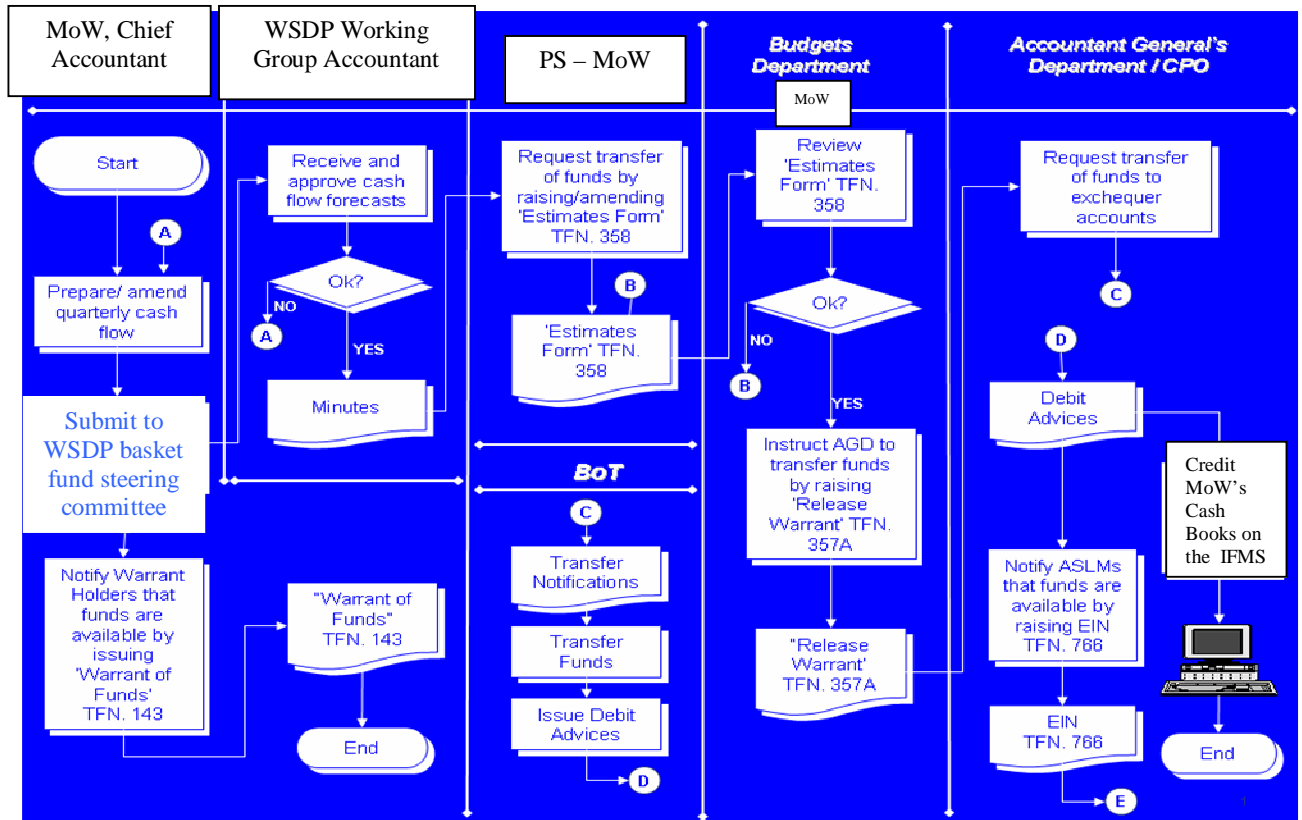 MoW, Chief
Accountant
WSDP Working
Group Accountant
PS – MoW
Budgets
Department
MoW
Accountant General's
Department / CPO
Start
A
Prepare/ amend
quarterly cash
flow
Submit to
WSDP basket
fund steering
committee
Notify Warrant
Holders that
funds are
available by
issuing
'Warrant of
Funds'
TFN. 143
Receive and
approve cash
flow forecasts
Ok?
NO
A
YES
Minutes
"Warrant of
Funds"
TFN. 143
End
Request transfer
of funds by
raising/amending
'Estimates Form'
TFN. 358
B
'Estimates
Form' TFN.
358
BoT
C
Transfer
Notifications
Transfer
Funds
Issue Debit
Advices
D
Review
'Estimates
Form' TFN.
358
Ok?
NO
B
YES
Instruct AGD to
transfer funds
by raising
'Release
Warrant' TFN.
357A
"Release
Warrant'
TFN. 357A
Request transfer
of funds to
exchequer
accounts
C
D
Debit
Advices
Notify ASLMs
that funds are
available by
raising EIN
TFN. 766
EIN
TFN. 766
E
Credit
MoW's
Cash
Books on
the IFMS
End
1